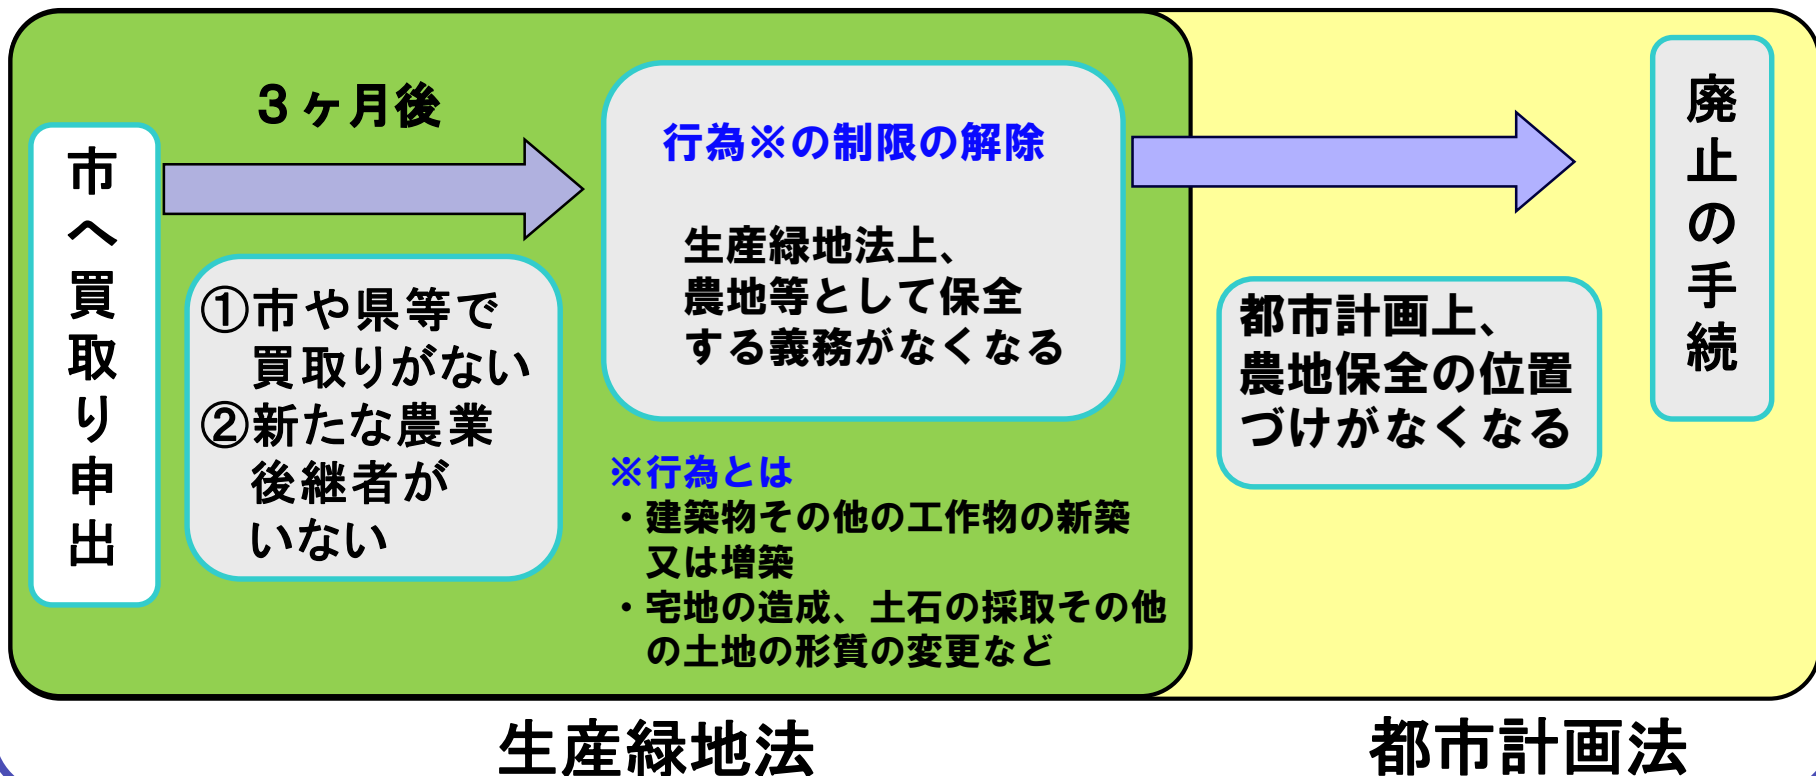 市へ買取り申出
3ヶ月後
①市や県等で
買取りがない
②新たな農業
後継者が
いない
行為※の制限の解除
生産緑地法上、
農地等として保全
する義務がなくなる
※行為とは
・建築物その他の工作物の新築
又は増築
・宅地の造成、土石の採取その他
の土地の形質の変更など
都市計画上、
農地保全の位置
づけがなくなる
廃止の手続
生産緑地法
都市計画法